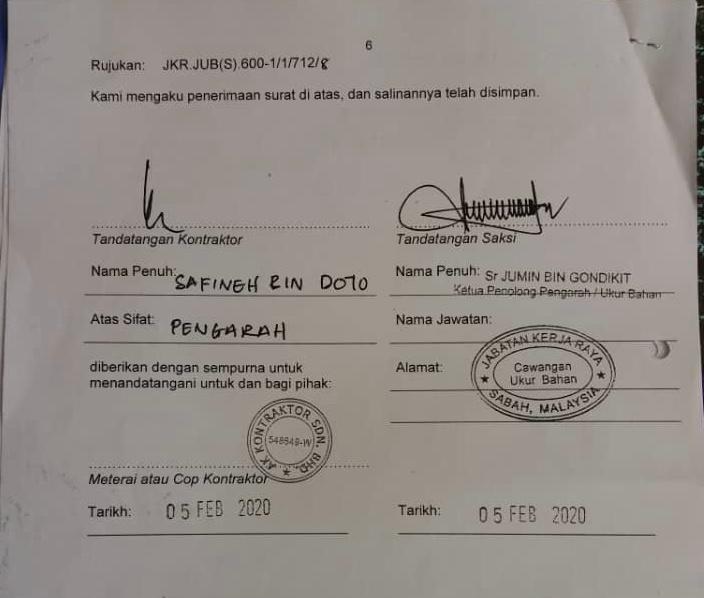 6
Rujukan: JKR.JUB(S).600-1/1/712/8
Kami mengaku penerimaan surat di atas, dan salinannya telah disimpan.
Tandatangan Kontraktor
Tandatangan Saksi
Nama Penuh: SAFINEH BIN DOTO
Nama Penuh: Sr JUMIN BIN GONDIKIT
Ketua Penolong Pengarah / Ukur Bahan
Atas Sifat: PENGARAH
Nama Jawatan:
diberikan dengan sempurna untuk
menandatangani untuk dan bagi pihak:
Alamat:
JABATAN KERJA RAYA
Cawangan
Ukur Bahan
SABAH, MALAYSIA
AK KONTRAKTOR SDN. BHD.
548849-W
Meterai atau Cop Kontraktor
Tarikh: 05 FEB 2020
Tarikh: 05 FEB 2020